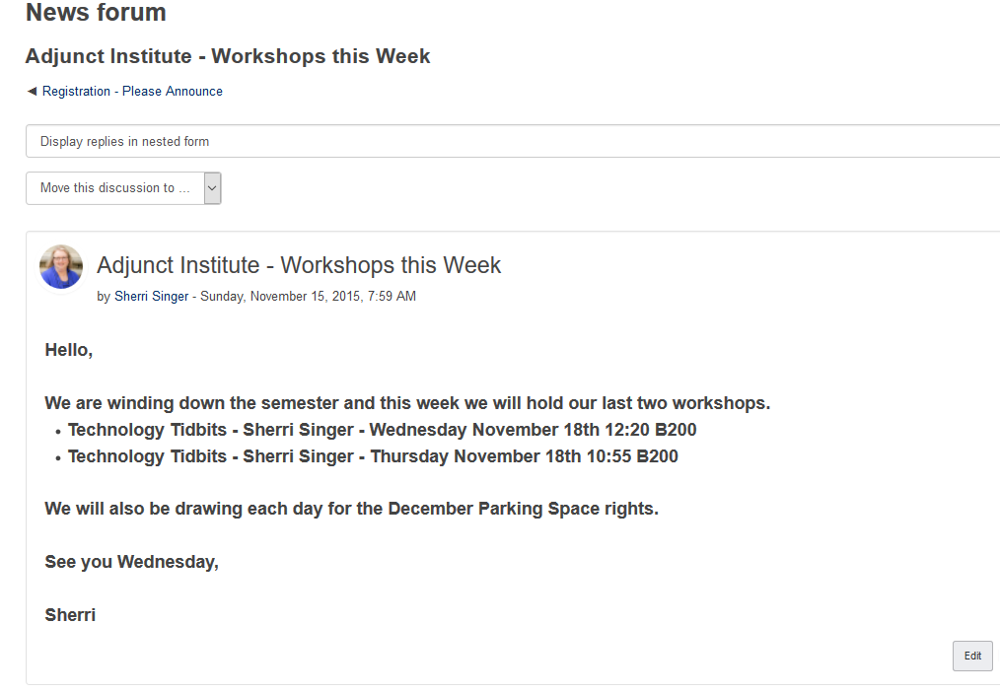 News forum
Adjunct Institute - Workshops this Week
◄ Registration - Please Announce
Display replies in nested form
Move this discussion to ...
Adjunct Institute - Workshops this Week
by Sherri Singer - Sunday, November 15, 2015, 7:59 AM
Hello,
We are winding down the semester and this week we will hold our last two workshops.
• Technology Tidbits - Sherri Singer - Wednesday November 18th 12:20 B200
• Technology Tidbits - Sherri Singer - Thursday November 18th 10:55 B200
We will also be drawing each day for the December Parking Space rights.
See you Wednesday,
Sherri
Edit